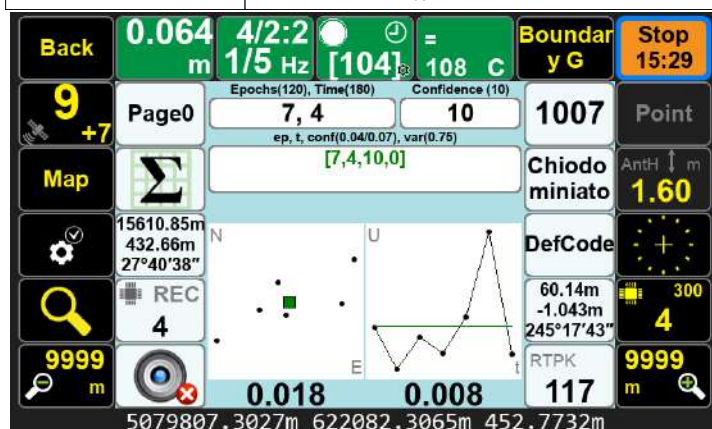 Back
0.064
m
4/2:2
1/5 Hz
[104]
=
108 C
Boundar
y G
Stop
15:29
9
+7
Page0
Epochs(120), Time(180)
7, 4
Confidence (10)
10
1007
Point
ep, t, conf(0.04/0.07), var(0.75)
[7,4,10,0]
Map
Σ
Chiodo
miniato
AntH m
1.60
15610.85m
432.66m
27°40'38"
N
E
U
t
DefCode
REC
4
60.14m
-1.043m
245°17'43"
300
4
9999
m
0.018
0.008
RTPK
117
9999
m
5079807.3027m 622082.3065m 452.7732m